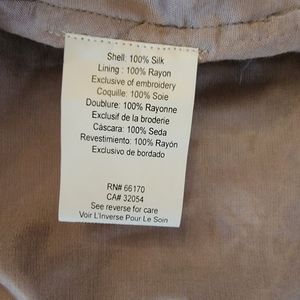 Shell: 100% Silk
Lining : 100% Rayon
Exclusive of embroidery
Coquille: 100% Soie
Doublure: 100% Rayonne
Exclusif de la broderie
Cáscara: 100% Seda
Revestimiento: 100% Rayón
Exclusivo de bordado
RN# 66170
CA# 32054
See reverse for care
Voir L'Inverse Pour Le Soin